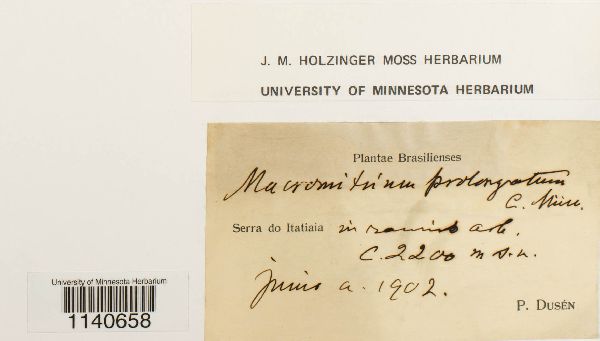 J. M. HOLZINGER MOSS HERBARIUM
UNIVERSITY OF MINNESOTA HERBARIUM
Plantae Brasilienses
Macromitrium prolongatum
C. Müll.
Serra do Itatiaia in ramis arb.
C. 2200 m s.m.
junio a. 1902.
P. DUSÉN
University of Minnesota Herbarium
1140658